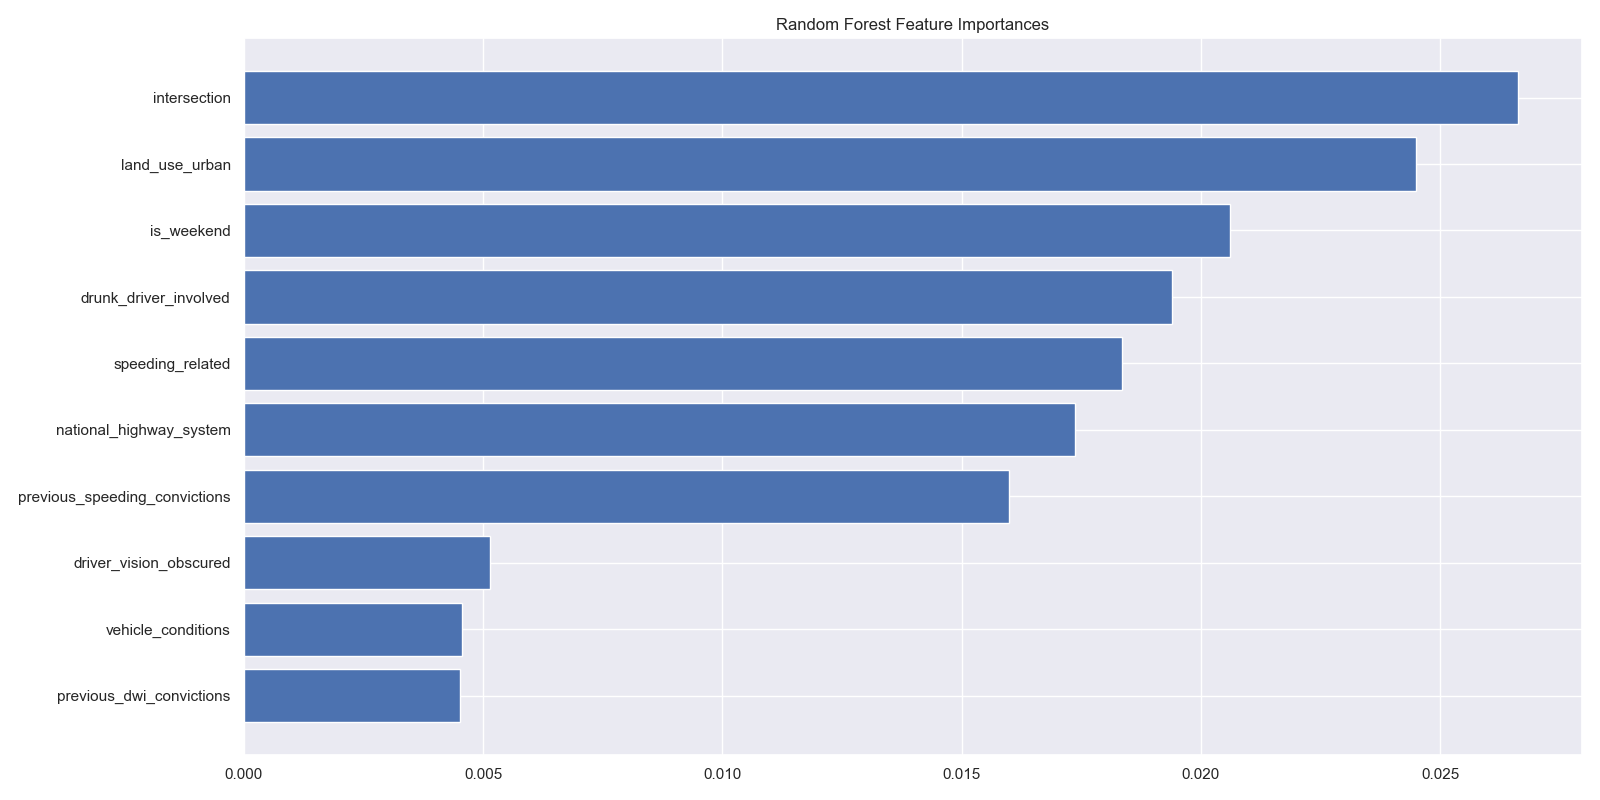 Random Forest Feature Importances
intersection
land_use_urban
is_weekend
drunk_driver_involved
speeding_related
national_highway_system
previous_speeding_convictions
driver_vision_obscured
vehicle_conditions
previous_dwi_convictions
0.000 0.005 0.010 0.015 0.020 0.025